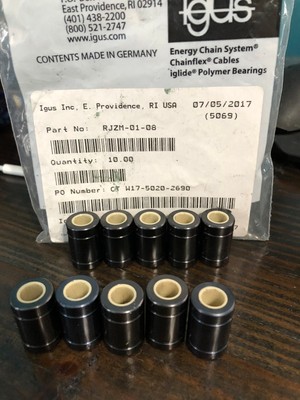 East Providence, RI 02914
(401) 438-2200
(800) 521-2747
www.igus.com
igus®
CONTENTS MADE IN GERMANY
Energy Chain System®
Chainflex® Cables
iglide® Polymer Bearings
Igus Inc, E. Providence, RI USA 07/05/2017
(5069)
Part No: RJZM-01-08
Quantity: 10.00
PO Number: CT W17-5020-2690